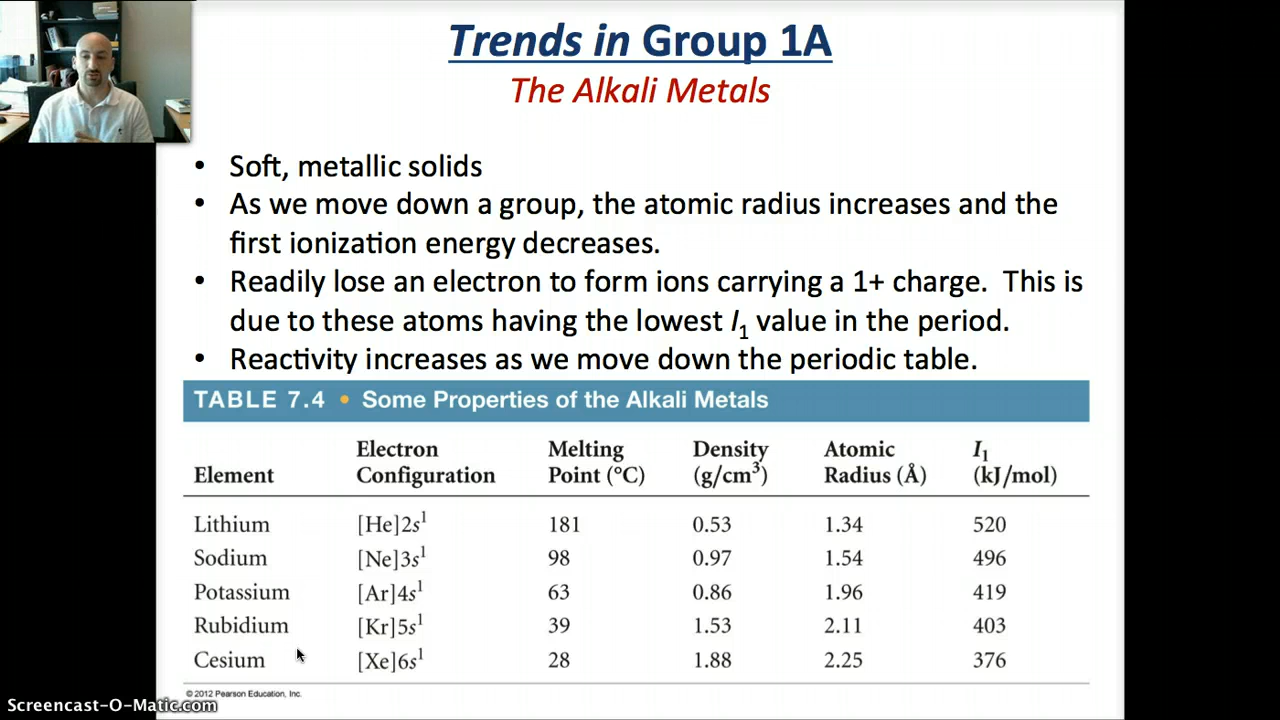 Trends in Group 1A
The Alkali Metals
• Soft, metallic solids
• As we move down a group, the atomic radius increases and the
first ionization energy decreases.
• Readily lose an electron to form ions carrying a 1+ charge.  This is
due to these atoms having the lowest I₁ value in the period.
• Reactivity increases as we move down the periodic table.
TABLE 7.4 • Some Properties of the Alkali Metals
Element Electron Configuration Melting Point (°C) Density (g/cm³) Atomic Radius (Å) I₁ (kJ/mol)
Lithium [He]2s¹ 181 0.53 1.34 520
Sodium [Ne]3s¹ 98 0.97 1.54 496
Potassium [Ar]4s¹ 63 0.86 1.96 419
Rubidium [Kr]5s¹ 39 1.53 2.11 403
Cesium [Xe]6s¹ 28 1.88 2.25 376
© 2012 Pearson Education, Inc.
Screencast-O-Matic.com